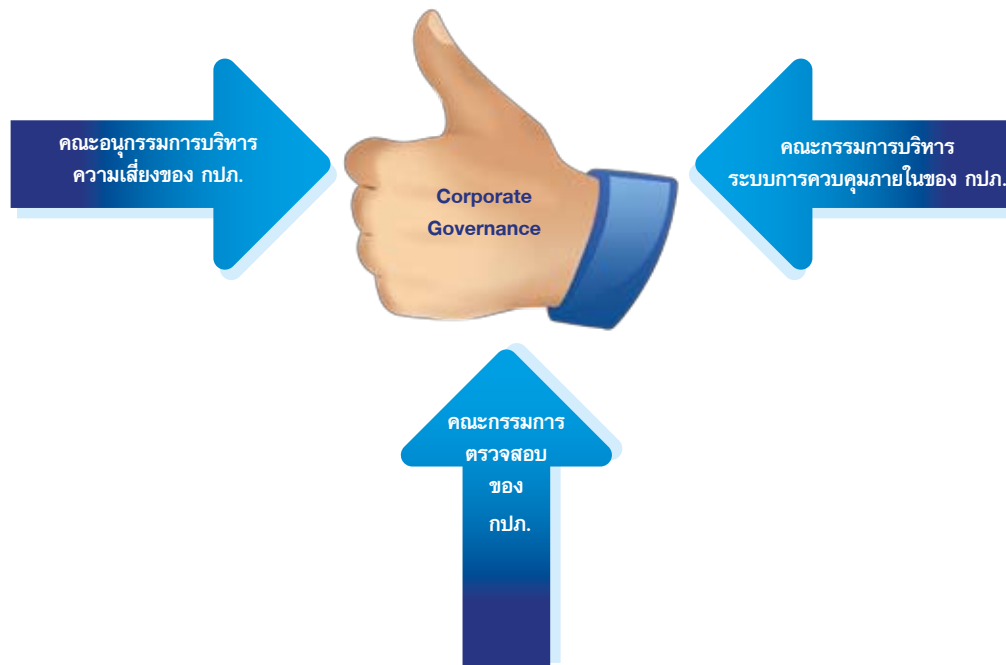 คณะอนุกรรมการบริหาร
ความเสี่ยงของ กปภ.
Corporate
Governance
คณะกรรมการบริหาร
ระบบการควบคุมภายในของ กปภ.
คณะกรรมการ
ตรวจสอบ
ของ
กปภ.